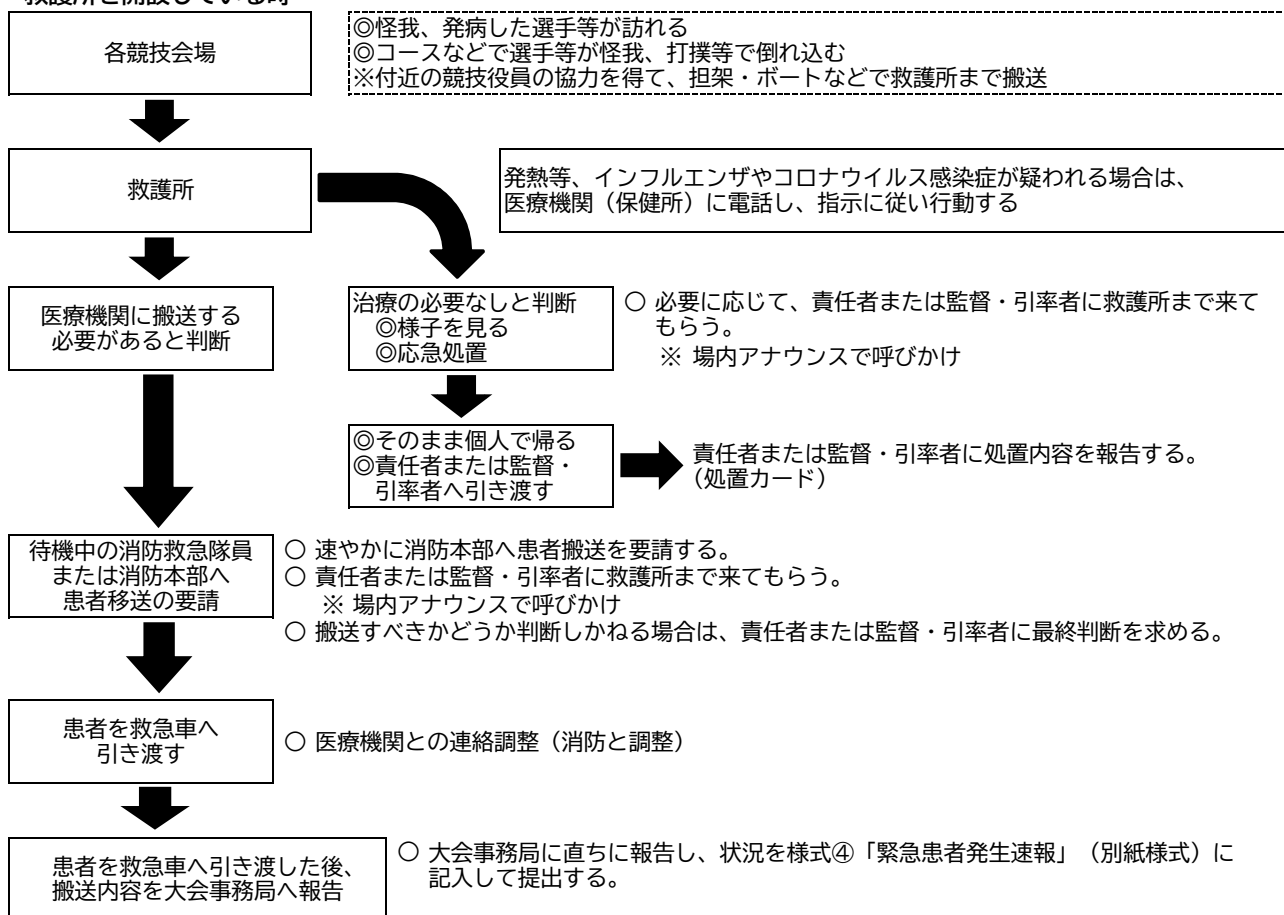 救護所を開設している時
各競技会場
◎怪我、発病した選手等が訪れる
◎コースなどで選手等が怪我、打撲等で倒れ込む
※付近の競技役員の協力を得て、担架・ボートなどで救護所まで搬送
救護所
発熱等、インフルエンザやコロナウイルス感染症が疑われる場合は、
医療機関（保健所）に電話し、指示に従い行動する
医療機関に搬送する
必要があると判断
治療の必要なしと判断
◎様子を見る
◎応急処置
○ 必要に応じて、責任者または監督・引率者に救護所まで来て
もらう。
※ 場内アナウンスで呼びかけ
◎そのまま個人で帰る
◎責任者または監督・
引率者へ引き渡す
責任者または監督・引率者に処置内容を報告する。
（処置カード）
待機中の消防救急隊員
または消防本部へ
患者移送の要請
○ 速やかに消防本部へ患者搬送を要請する。
○ 責任者または監督・引率者に救護所まで来てもらう。
※ 場内アナウンスで呼びかけ
○ 搬送すべきかどうか判断しかねる場合は、責任者または監督・引率者に最終判断を求める。
患者を救急車へ
引き渡す
○ 医療機関との連絡調整（消防と調整）
患者を救急車へ引き渡した後、
搬送内容を大会事務局へ報告
○ 大会事務局に直ちに報告し、状況を様式④「緊急患者発生速報」（別紙様式）に
記入して提出する。